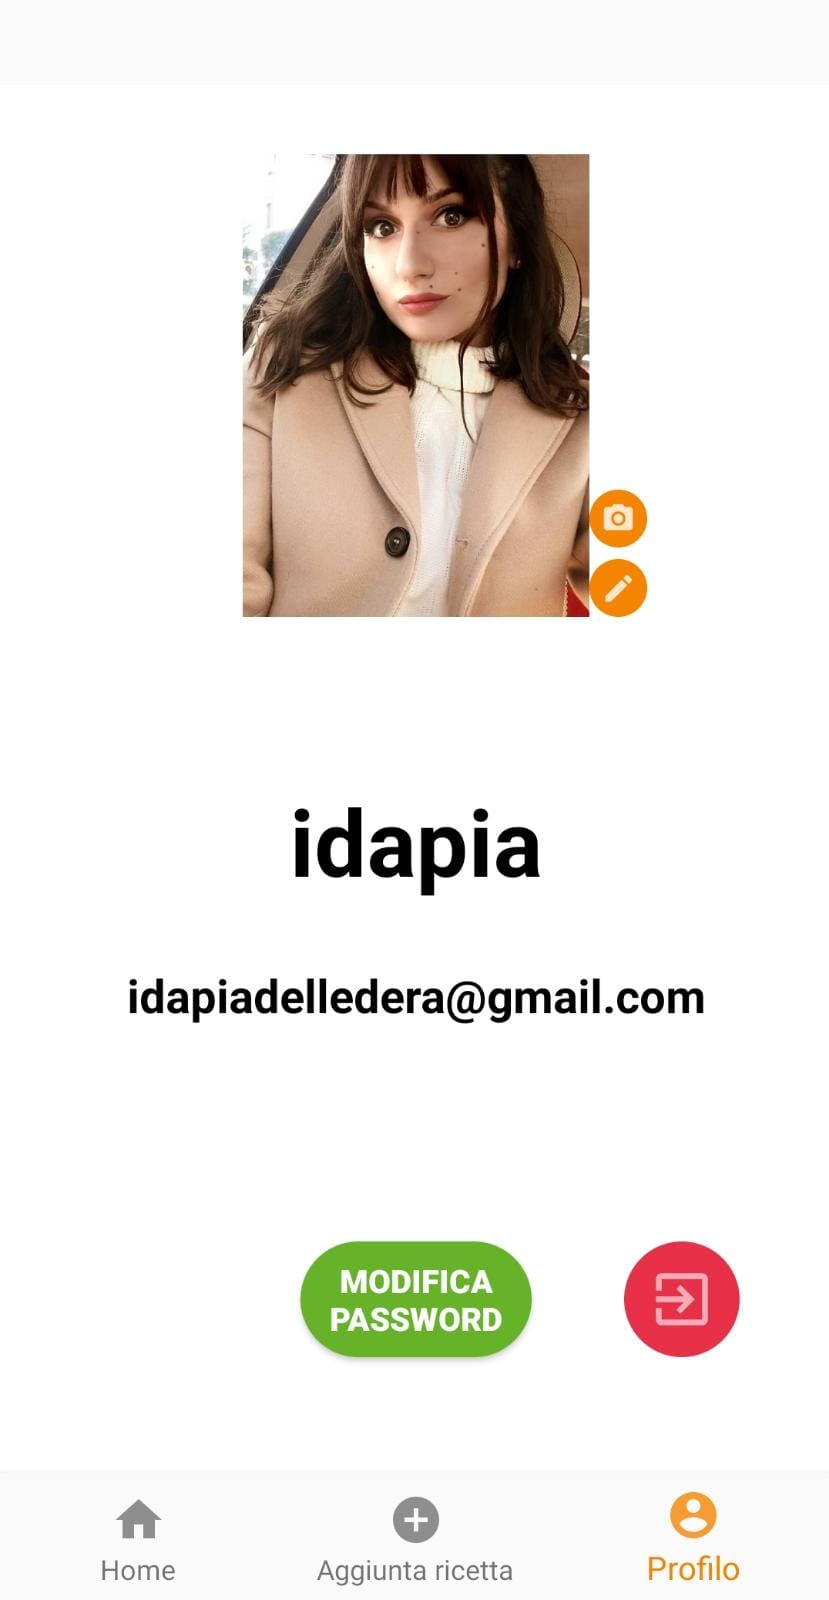 idapia
idapiadelledera@gmail.com
MODIFICA
PASSWORD
Home
Aggiunta ricetta
Profilo